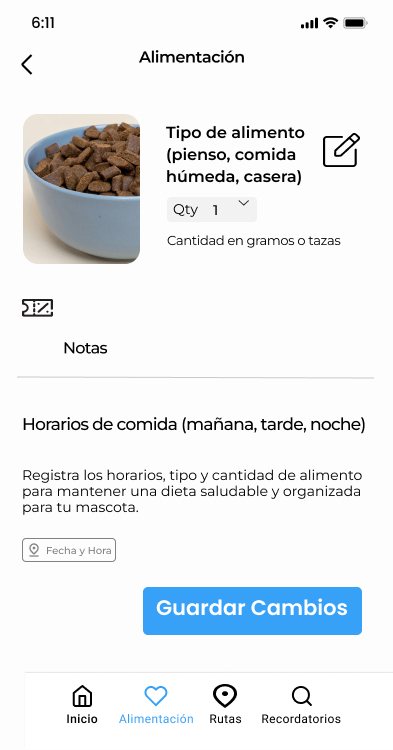 6:11
Alimentación
Tipo de alimento
(pienso, comida
húmeda, casera)
Qty 1
Cantidad en gramos o tazas
Notas
Horarios de comida (mañana, tarde, noche)
Registra los horarios, tipo y cantidad de alimento
para mantener una dieta saludable y organizada
para tu mascota.
Fecha y Hora
Guardar Cambios
Inicio Alimentación Rutas Recordatorios